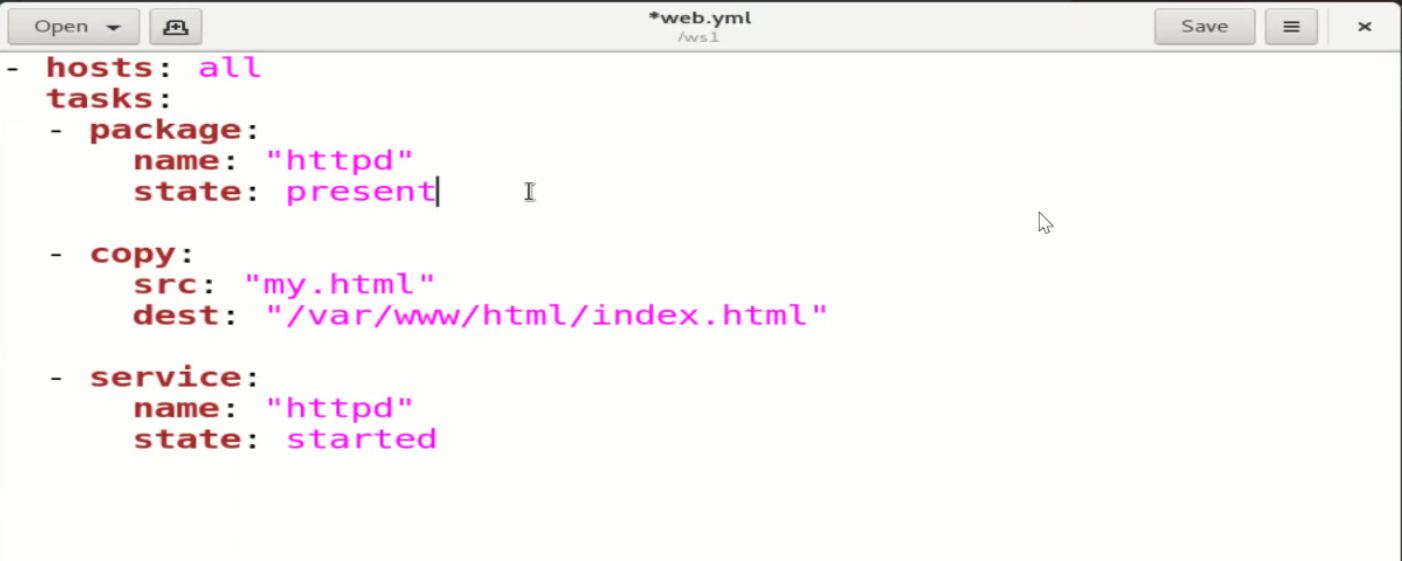 Open
*web.yml
/ws1
Save
- hosts: all
  tasks:
  - package:
      name: "httpd"
      state: present

  - copy:
      src: "my.html"
      dest: "/var/www/html/index.html"

  - service:
      name: "httpd"
      state: started